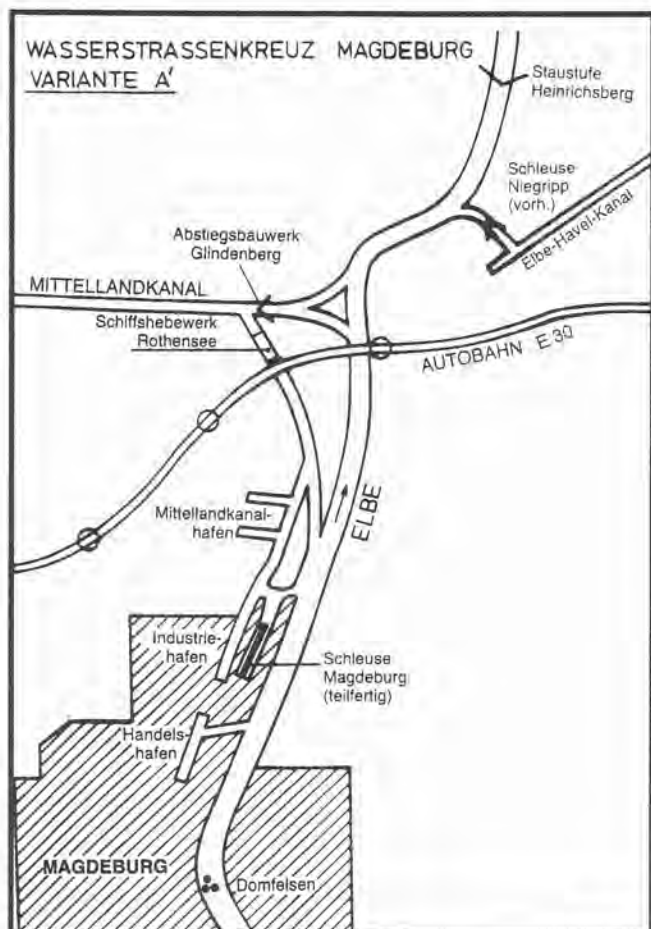 WASSERSTRASSENKREUZ MAGDEBURG
VARIANTE A'
Staustufe
Heinrichsberg
Schleuse
Niegripp
(vorh.)
Elbe-Havel-Kanal
Abstiegsbauwerk
Glindenberg
MITTELLANDKANAL
Schiffshebewerk
Rothensee
AUTOBAHN E 30
ELBE
Mittellandkanal-
hafen
Industrie-
hafen
Schleuse
Magdeburg
(teilfertig)
Handels-
hafen
MAGDEBURG
Domfelsen